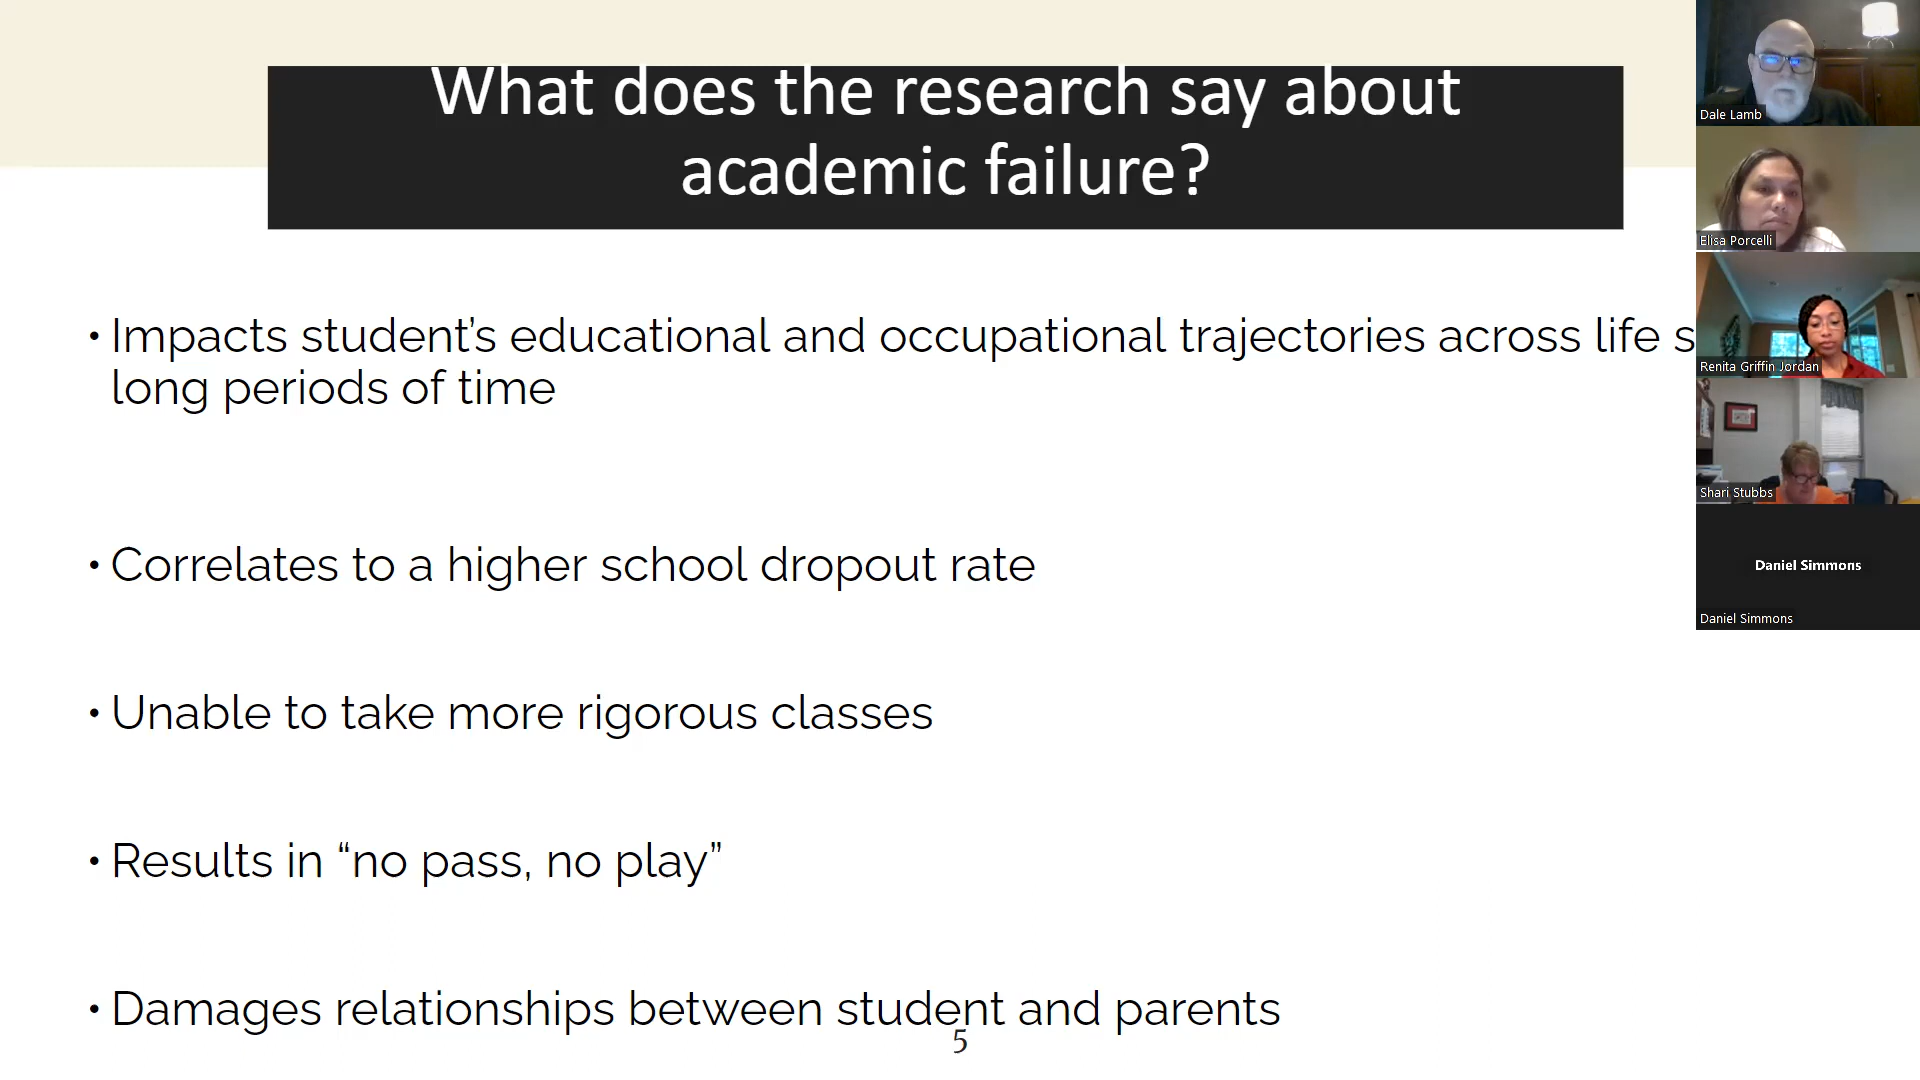 What does the research say about
academic failure?
• Impacts student’s educational and occupational trajectories across life
long periods of time
• Correlates to a higher school dropout rate
• Unable to take more rigorous classes
• Results in “no pass, no play”
• Damages relationships between student and parents
5
Dale Lamb
Elisa Porcelli
Renita Griffin Jordan
Shari Stubbs
Daniel Simmons
Daniel Simmons